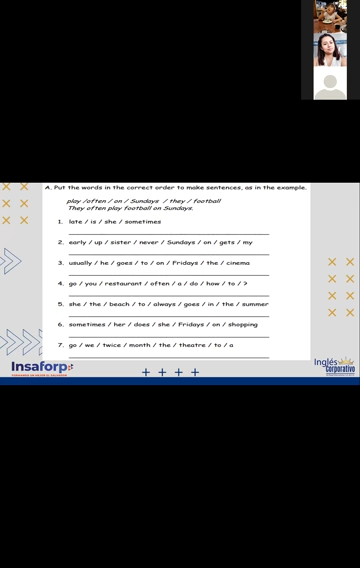 A. Put the words in the correct order to make sentences, as in the example.
play /often / on / Sundays / they / football
They often play football on Sundays.
1. late / is / she / sometimes
2. early / up / sister / never / Sundays / on / gets / my
3. usually / he / goes / to / on / Fridays / the / cinema
4. go / you / restaurant / often / a / do / how / to / ?
5. she / the / beach / to / always / goes / in / the / summer
6. sometimes / her / does / she / Fridays / on / shopping
7. go / we / twice / month / the / theatre / to / a
Insaforp
Inglés
Corporativo